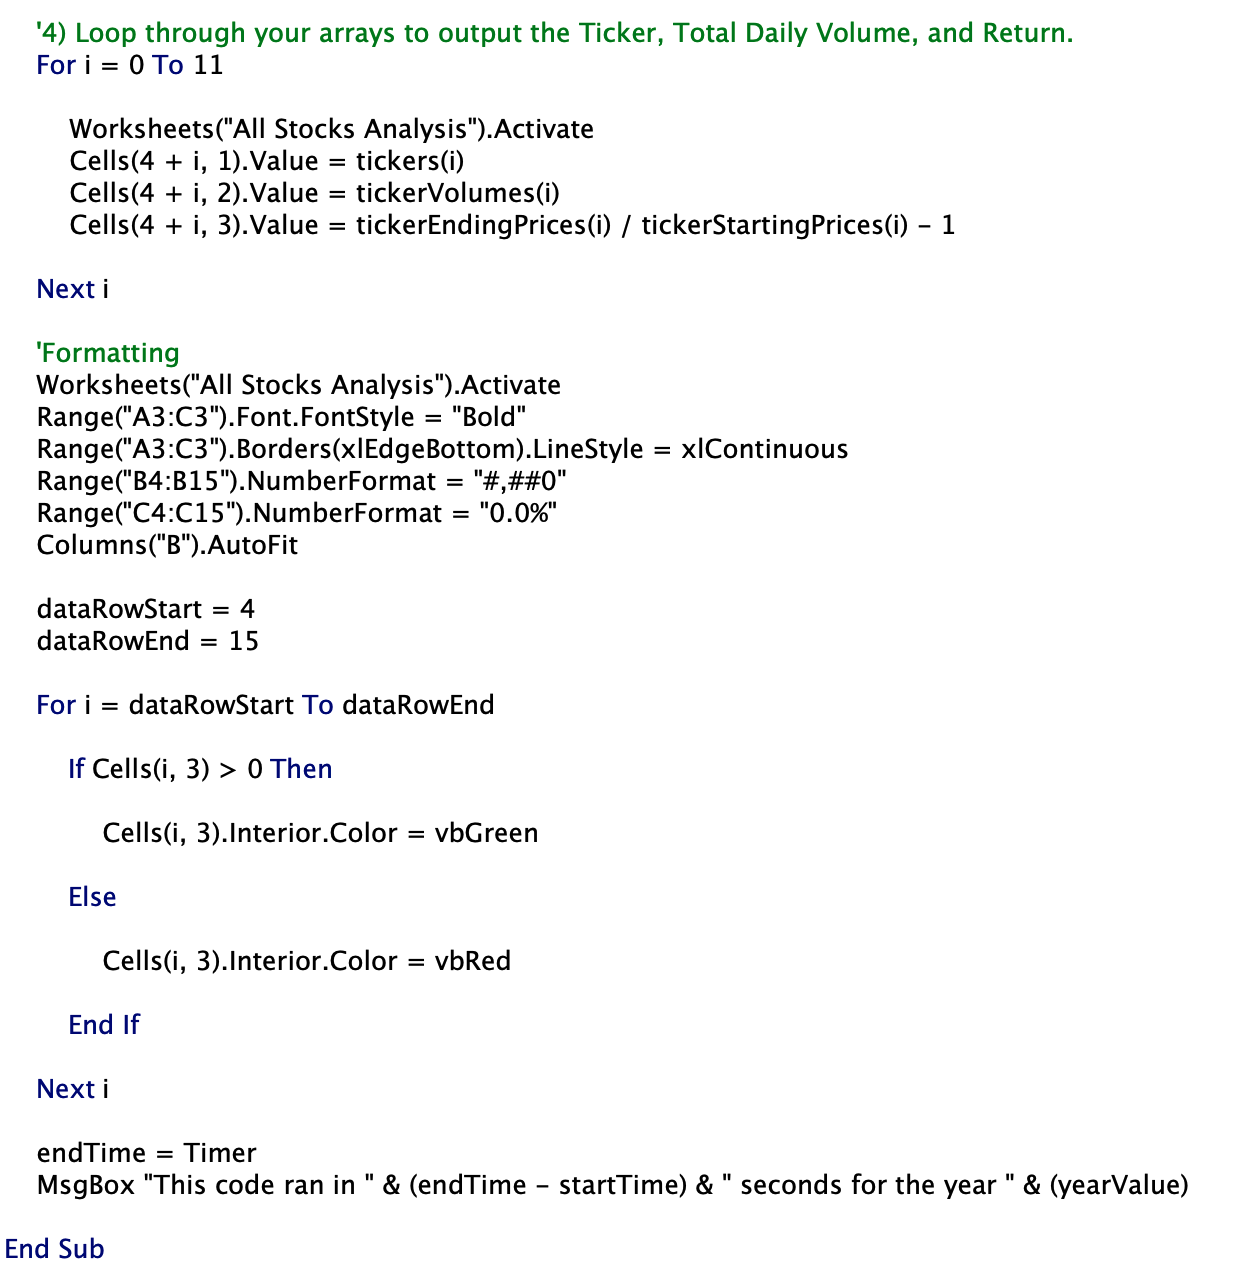 '4) Loop through your arrays to output the Ticker, Total Daily Volume, and Return.
For i = 0 To 11
Worksheets("All Stocks Analysis").Activate
Cells(4 + i, 1).Value = tickers(i)
Cells(4 + i, 2).Value = tickerVolumes(i)
Cells(4 + i, 3).Value = tickerEndingPrices(i) / tickerStartingPrices(i) - 1
Next i
'Formatting
Worksheets("All Stocks Analysis").Activate
Range("A3:C3").Font.FontStyle = "Bold"
Range("A3:C3").Borders(xlEdgeBottom).LineStyle = xlContinuous
Range("B4:B15").NumberFormat = "#,##0"
Range("C4:C15").NumberFormat = "0.0%"
Columns("B").AutoFit
dataRowStart = 4
dataRowEnd = 15
For i = dataRowStart To dataRowEnd
If Cells(i, 3) > 0 Then
Cells(i, 3).Interior.Color = vbGreen
Else
Cells(i, 3).Interior.Color = vbRed
End If
Next i
endTime = Timer
MsgBox "This code ran in " & (endTime - startTime) & " seconds for the year " & (yearValue)
End Sub